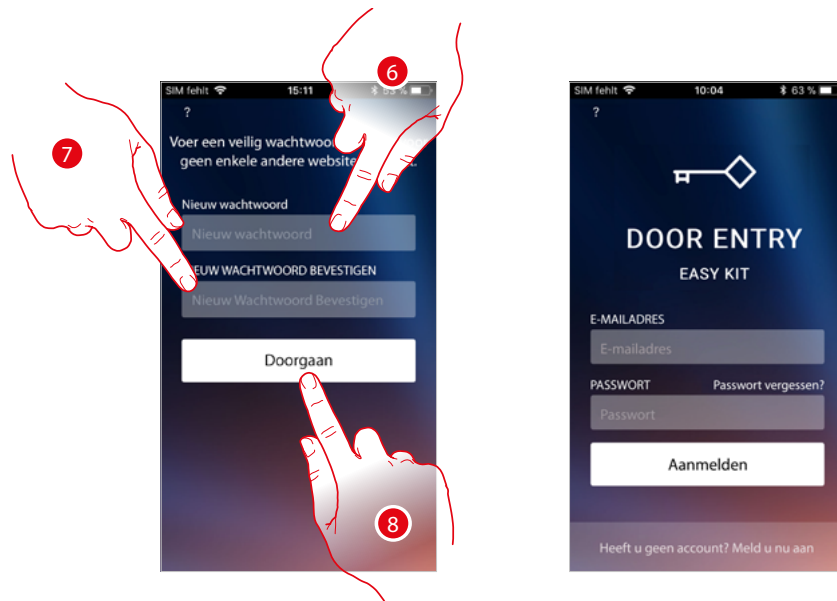 6
SIM fehlt 15:11 63 %
?
7
Voer een veilig wachtwoo
geen enkele andere website
Nieuw wachtwoord
Nieuw wachtwoord
EUW WACHTWOORD BEVESTIGEN
Nieuw Wachtwoord Bevestigen
Doorgaan
8
SIM fehlt 10:04 63 %
?
DOOR ENTRY
EASY KIT
E-MAILADRES
E-mailadres
PASSWORT Passwort vergessen?
Passwort
Aanmelden
Heeft u geen account? Meld u nu aan